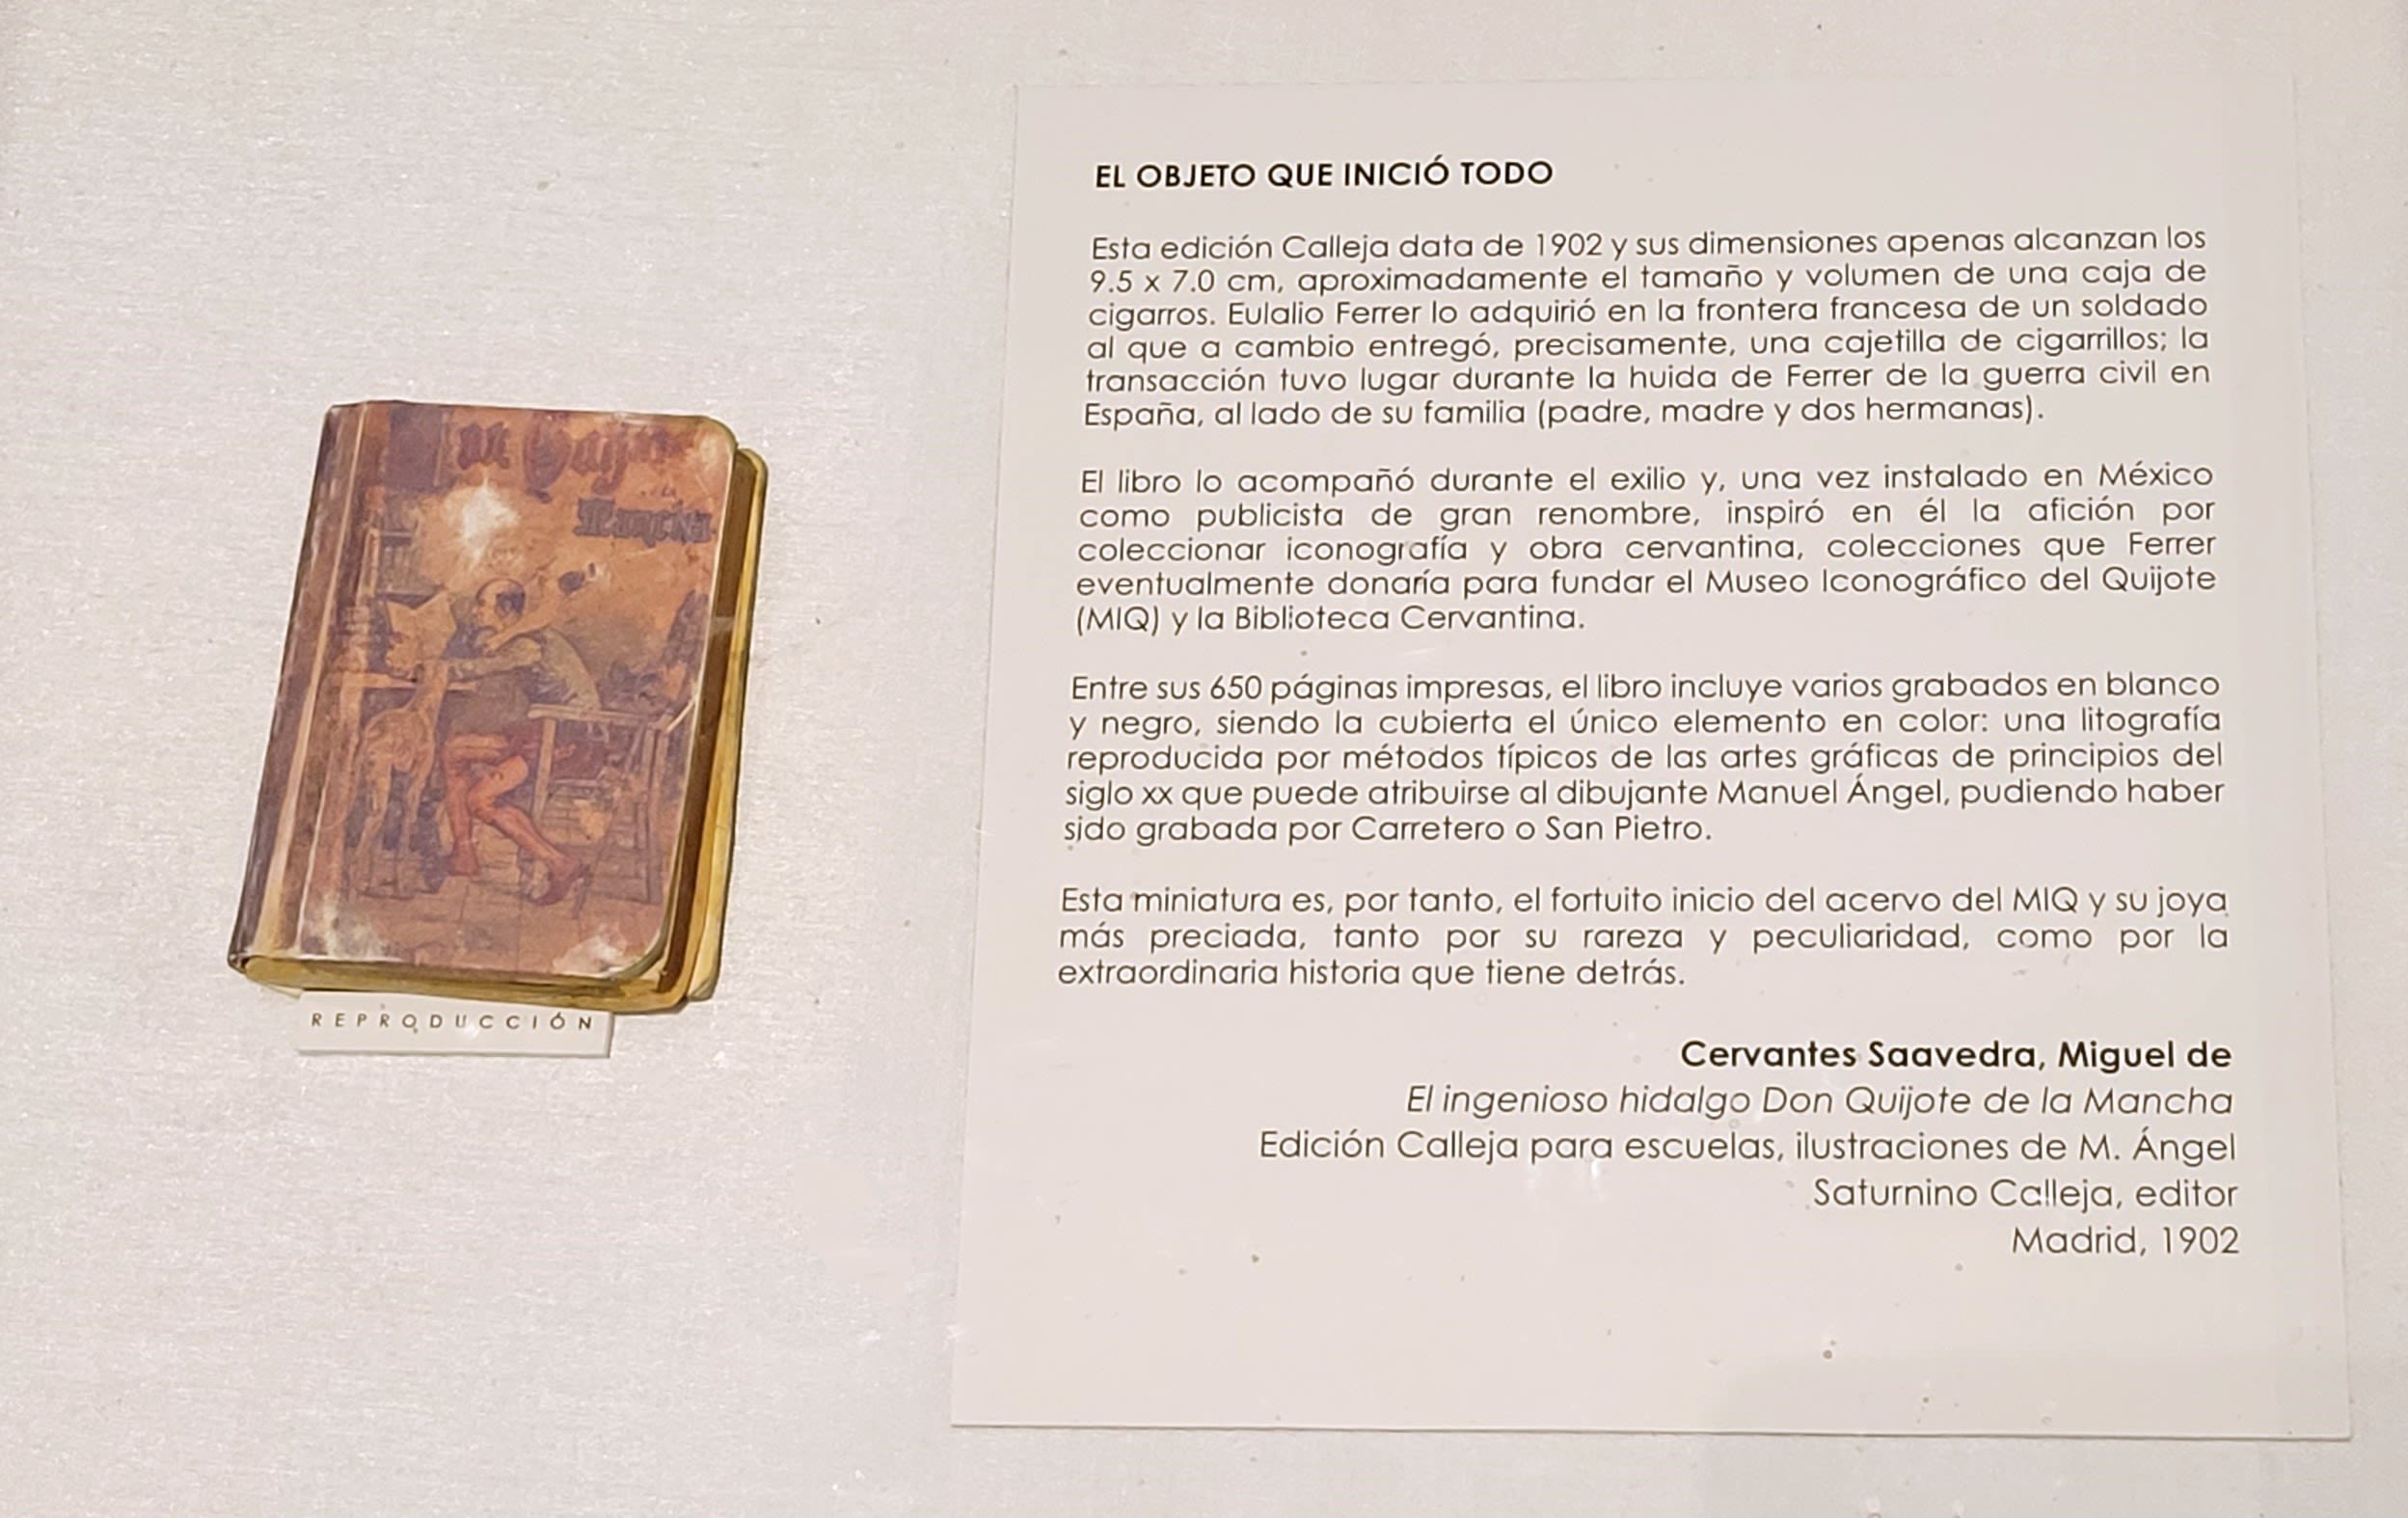 Mancha
REPRODUCCIÓN
EL OBJETO QUE INICIÓ TODO
Esta edición Calleja data de 1902 y sus dimensiones apenas alcanzan los
9.5 x 7.0 cm, aproximadamente el tamaño y volumen de una caja de
cigarros. Eulalio Ferrer lo adquirió en la frontera francesa de un soldado
al que a cambio entregó, precisamente, una cajetilla de cigarrillos; la
transacción tuvo lugar durante la huida de Ferrer de la guerra civil en
España, al lado de su familia (padre, madre y dos hermanas).
El libro lo acompañó durante el exilio y, una vez instalado en México
como publicista de gran renombre, inspiró en él la afición por
coleccionar iconografía y obra cervantina, colecciones que Ferrer
eventualmente donaría para fundar el Museo Iconográfico del Quijote
(MIQ) y la Biblioteca Cervantina.
Entre sus 650 páginas impresas, el libro incluye varios grabados en blanco
y negro, siendo la cubierta el único elemento en color: una litografía
reproducida por métodos típicos de las artes gráficas de principios del
siglo xx que puede atribuirse al dibujante Manuel Ángel, pudiendo haber
sido grabada por Carretero o San Pietro.
Esta miniatura es, por tanto, el fortuito inicio del acervo del MIQ y su joya
más preciada, tanto por su rareza y peculiaridad, como por la
extraordinaria historia que tiene detrás.
Cervantes Saavedra, Miguel de
El ingenioso hidalgo Don Quijote de la Mancha
Edición Calleja para escuelas, ilustraciones de M. Ángel
Saturnino Calleja, editor
Madrid, 1902